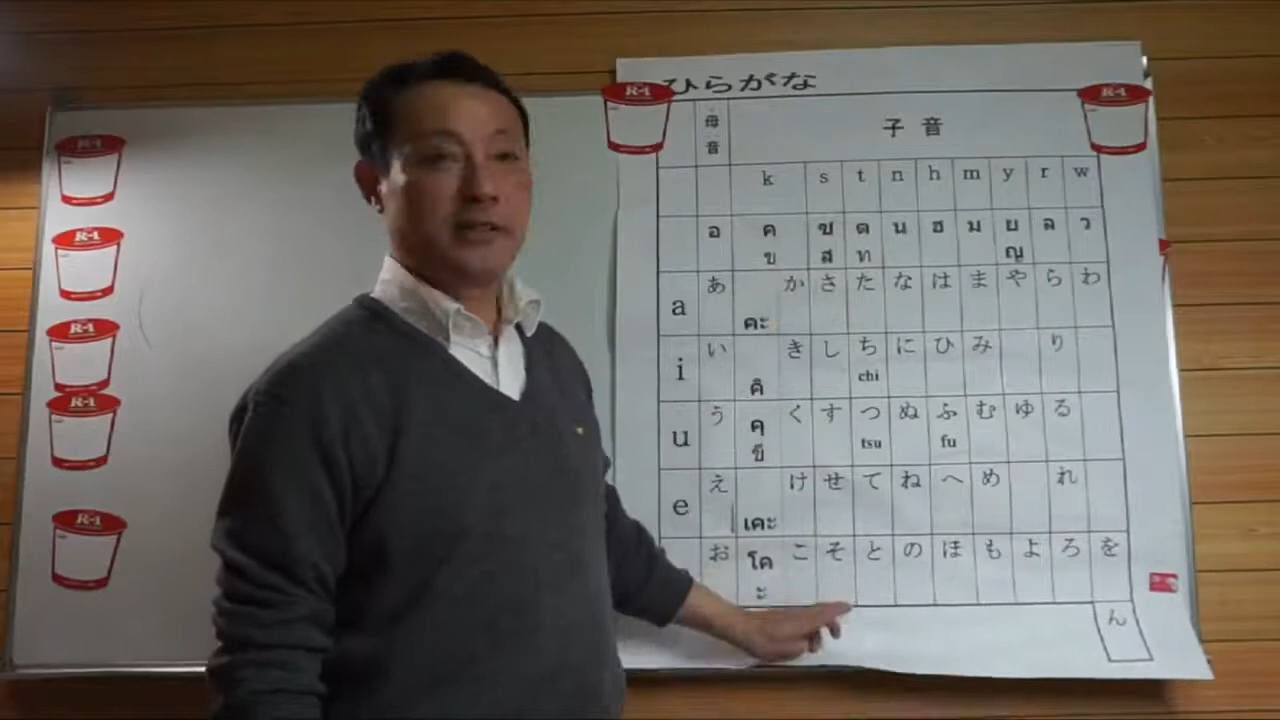 ひらがな
母音 子音
k s t n h m y r w
อ ค ซ ด น ฮ ม ย ล ว
ข ส ท ญ
a あ คะ か さ た な は ま や ら わ
i い คิ き し ち に ひ み り
chi
u う คุ く す つ ぬ ふ む ゆ る
tsu fu
e え เคะ け せ て ね へ め れ
お โค こ そ と の ほ も よ ろ を
ะ
ん
R-1
R-1
R-1
R-1
R-1
R-1
R-1